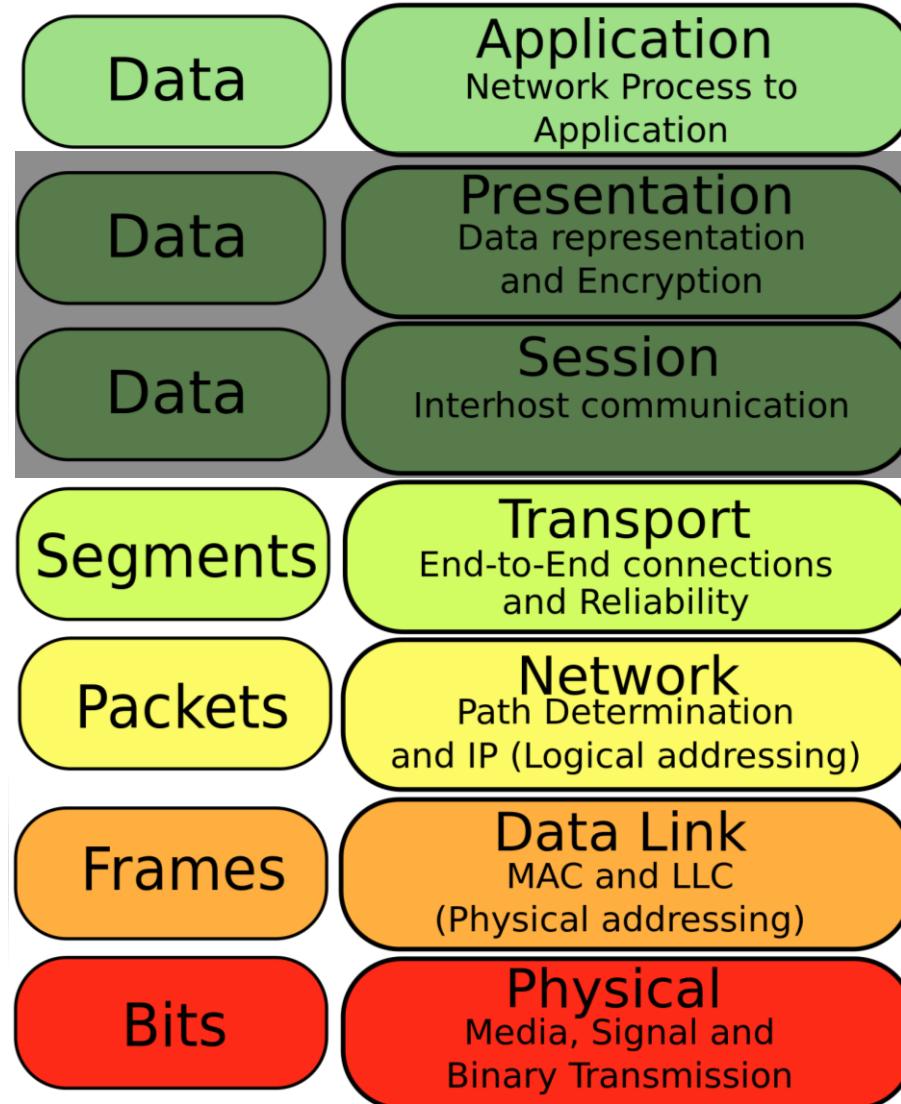 Data
Application
Network Process to
Application
Data
Presentation
Data representation
and Encryption
Data
Session
Interhost communication
Segments
Transport
End-to-End connections
and Reliability
Packets
Network
Path Determination
and IP (Logical addressing)
Frames
Data Link
MAC and LLC
(Physical addressing)
Bits
Physical
Media, Signal and
Binary Transmission